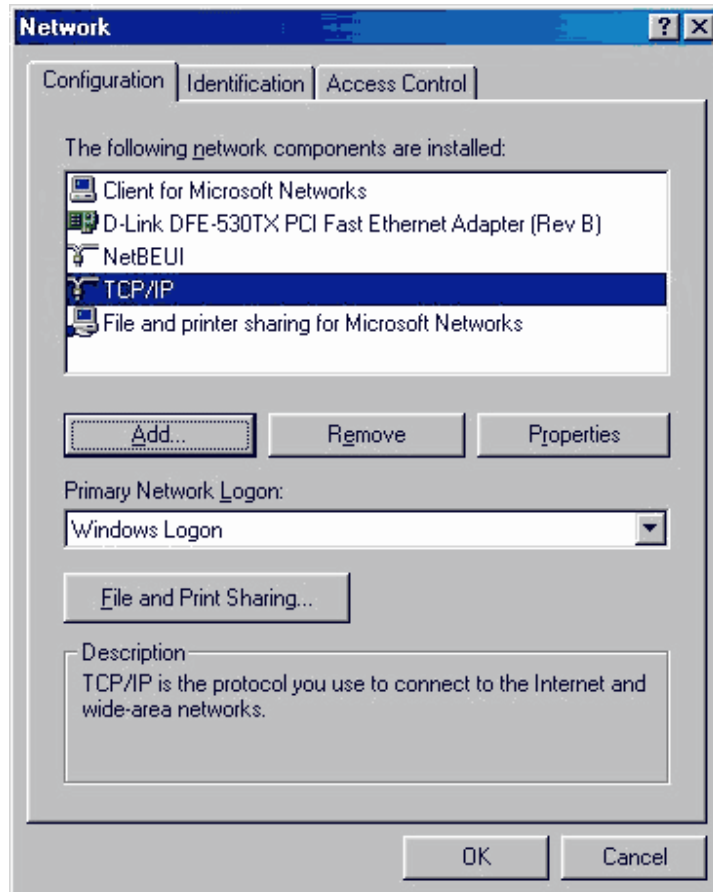 Network
Configuration Identification Access Control
The following network components are installed:
Client for Microsoft Networks
D-Link DFE-530TX PCI Fast Ethernet Adapter (Rev B)
NetBEUI
TCP/IP
File and printer sharing for Microsoft Networks
Add... Remove Properties
Primary Network Logon:
Windows Logon
File and Print Sharing...
Description
TCP/IP is the protocol you use to connect to the Internet and
wide-area networks.
OK Cancel